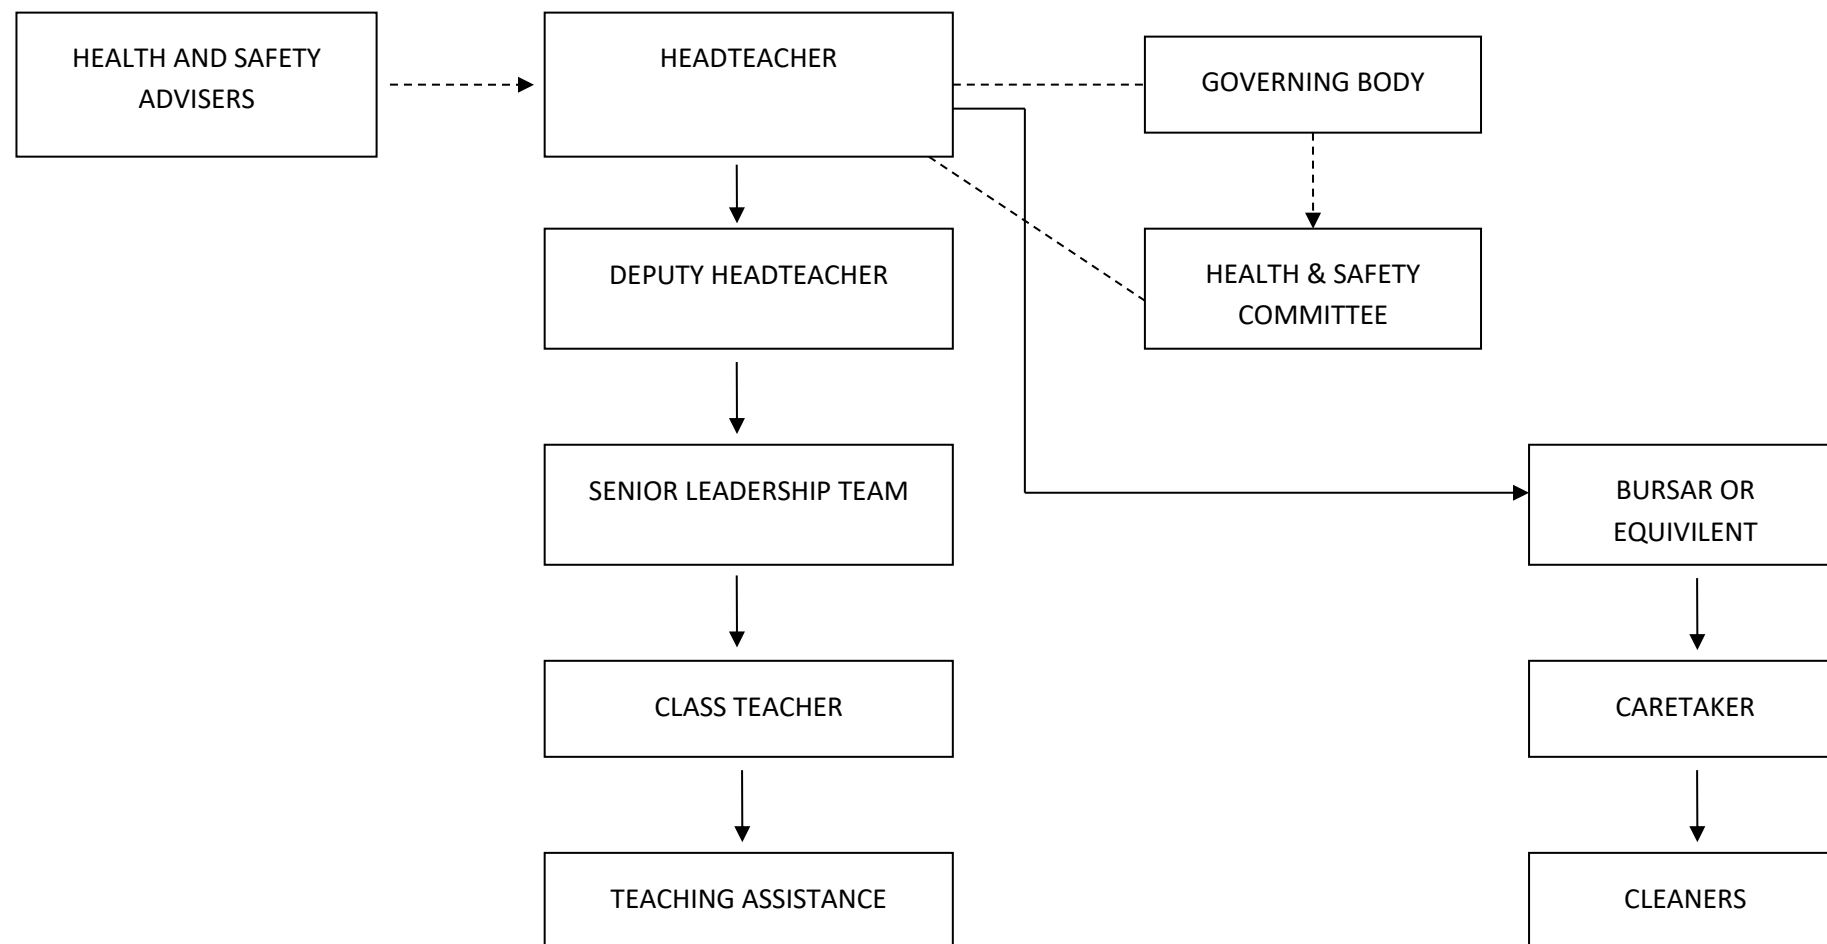 HEALTH AND SAFETY
ADVISERS
HEADTEACHER
GOVERNING BODY
DEPUTY HEADTEACHER
HEALTH & SAFETY
COMMITTEE
SENIOR LEADERSHIP TEAM
BURSAR OR
EQUIVILENT
CLASS TEACHER
CARETAKER
TEACHING ASSISTANCE
CLEANERS